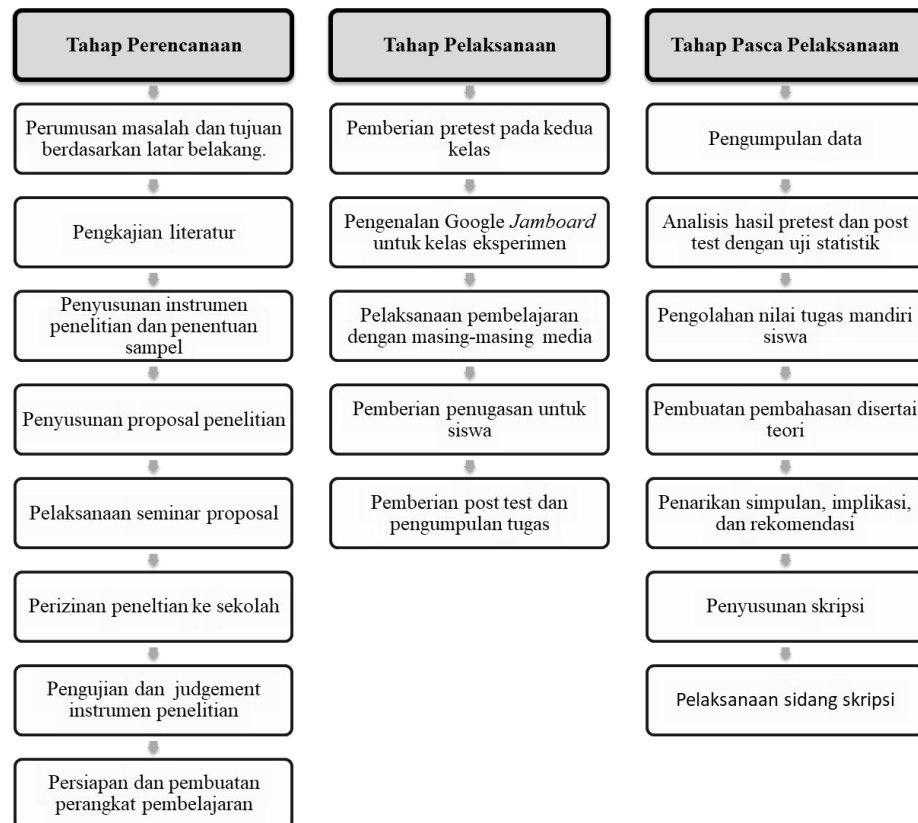 Tahap Perencanaan
Perumusan masalah dan tujuan
berdasarkan latar belakang.
Pengkajian literatur
Penyusunan instrumen
penelitian dan penentuan
sampel
Penyusunan proposal penelitian
Pelaksanaan seminar proposal
Perizinan peneltian ke sekolah
Pengujian dan judgement
instrumen penelitian
Persiapan dan pembuatan
perangkat pembelajaran
Tahap Pelaksanaan
Pemberian pretest pada kedua
kelas
Pengenalan Google Jamboard
untuk kelas eksperimen
Pelaksanaan pembelajaran
dengan masing-masing media
Pemberian penugasan untuk
siswa
Pemberian post test dan
pengumpulan tugas
Tahap Pasca Pelaksanaan
Pengumpulan data
Analisis hasil pretest dan post
test dengan uji statistik
Pengolahan nilai tugas mandiri
siswa
Pembuatan pembahasan disertai
teori
Penarikan simpulan, implikasi,
dan rekomendasi
Penyusunan skripsi
Pelaksanaan sidang skripsi